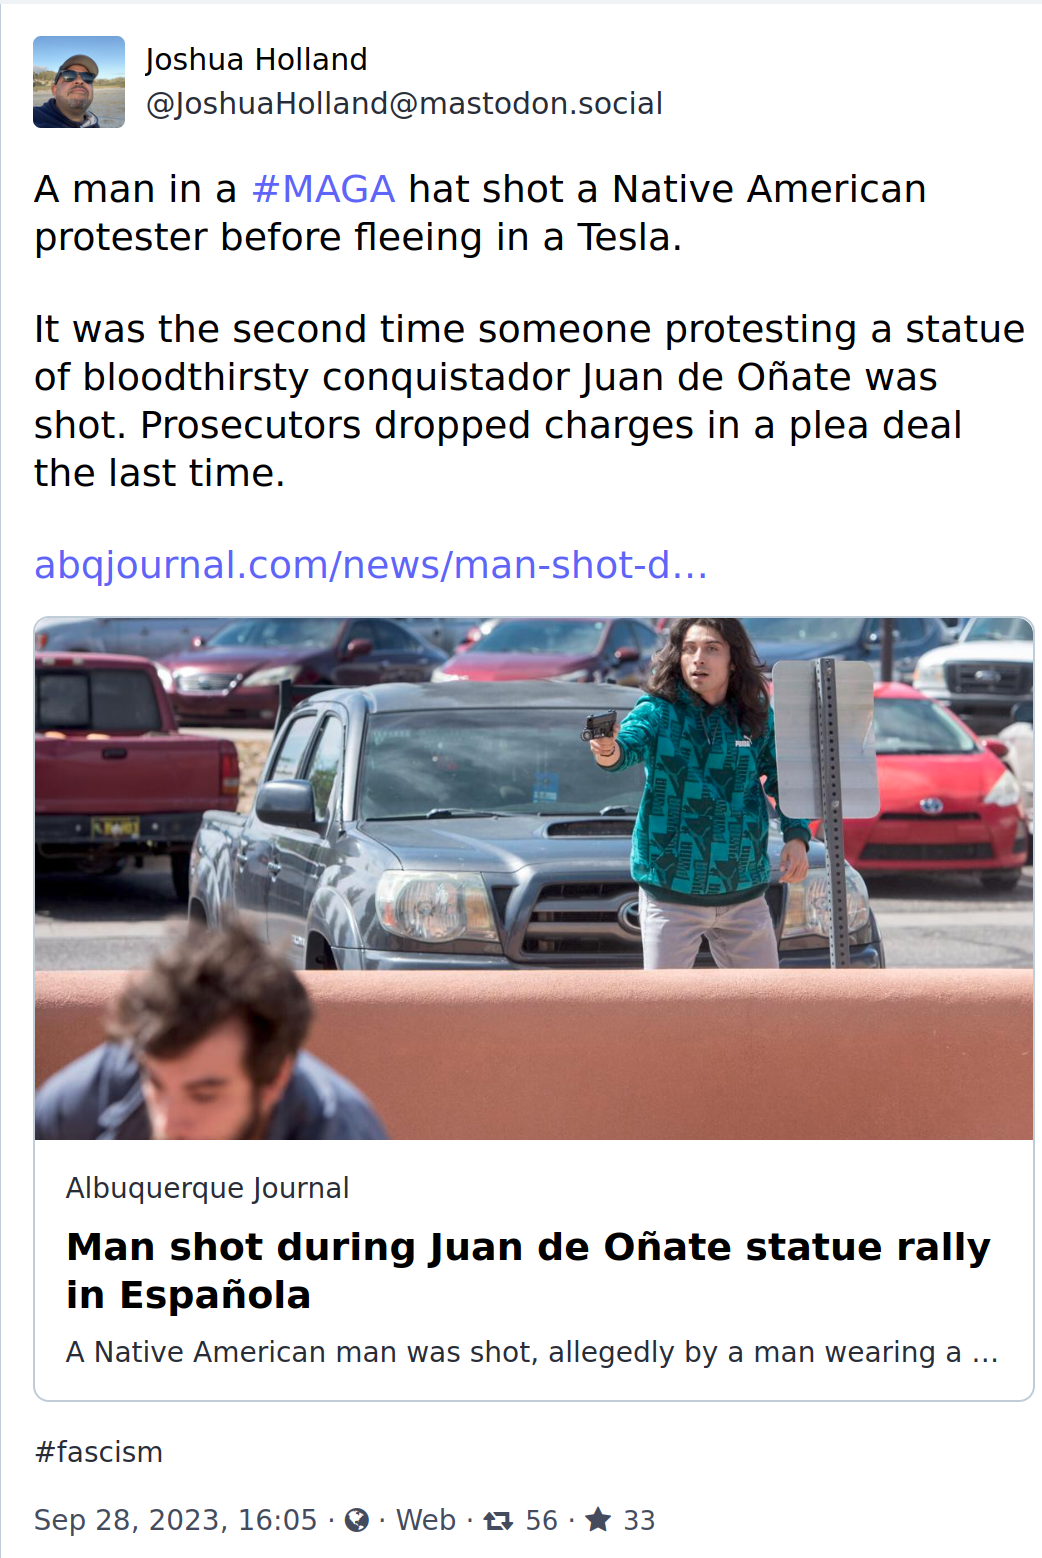 Joshua Holland
@JoshuaHolland@mastodon.social
A man in a #MAGA hat shot a Native American
protester before fleeing in a Tesla.
It was the second time someone protesting a statue
of bloodthirsty conquistador Juan de Oñate was
shot. Prosecutors dropped charges in a plea deal
the last time.
abqjournal.com/news/man-shot-d...
PUMA
Albuquerque Journal
Man shot during Juan de Oñate statue rally
in Española
A Native American man was shot, allegedly by a man wearing a ...
#fascism
Sep 28, 2023, 16:05 · Web · 56 · 33